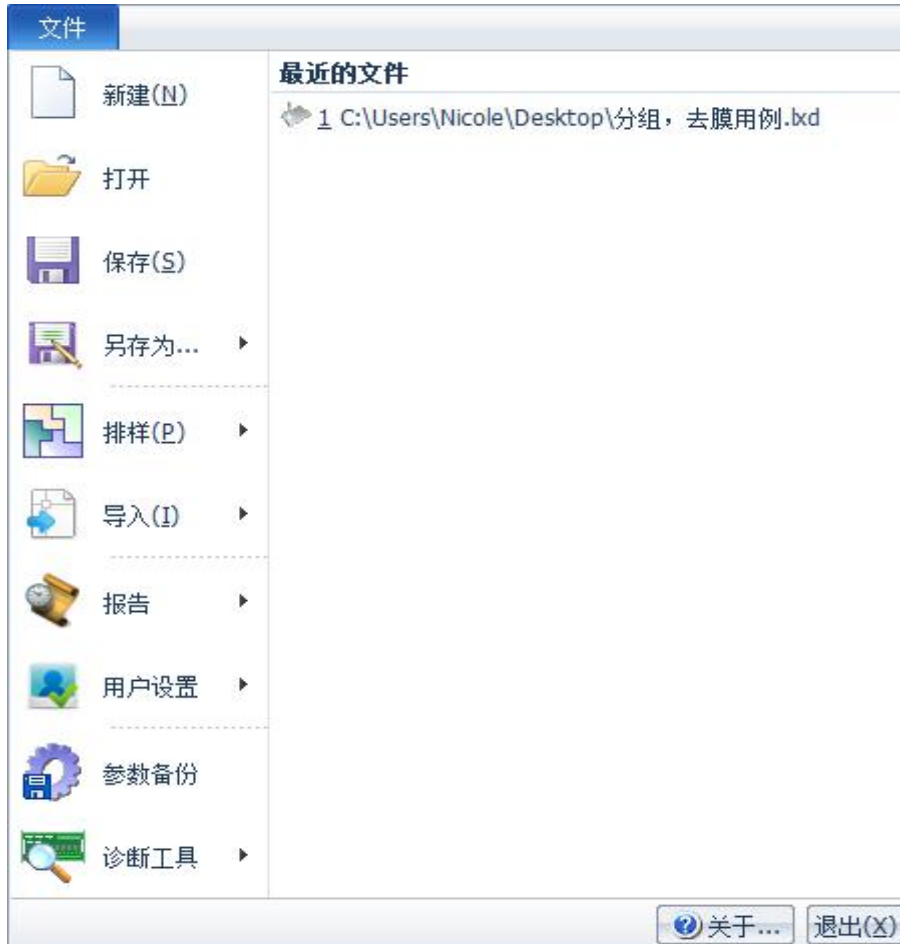 文件
新建(N)
打开
保存(S)
另存为...
排样(P)
导入(I)
报告
用户设置
参数备份
诊断工具
最近的文件
1 C:\Users\Nicole\Desktop\分组，去膜用例.lxd
关于...
退出(X)